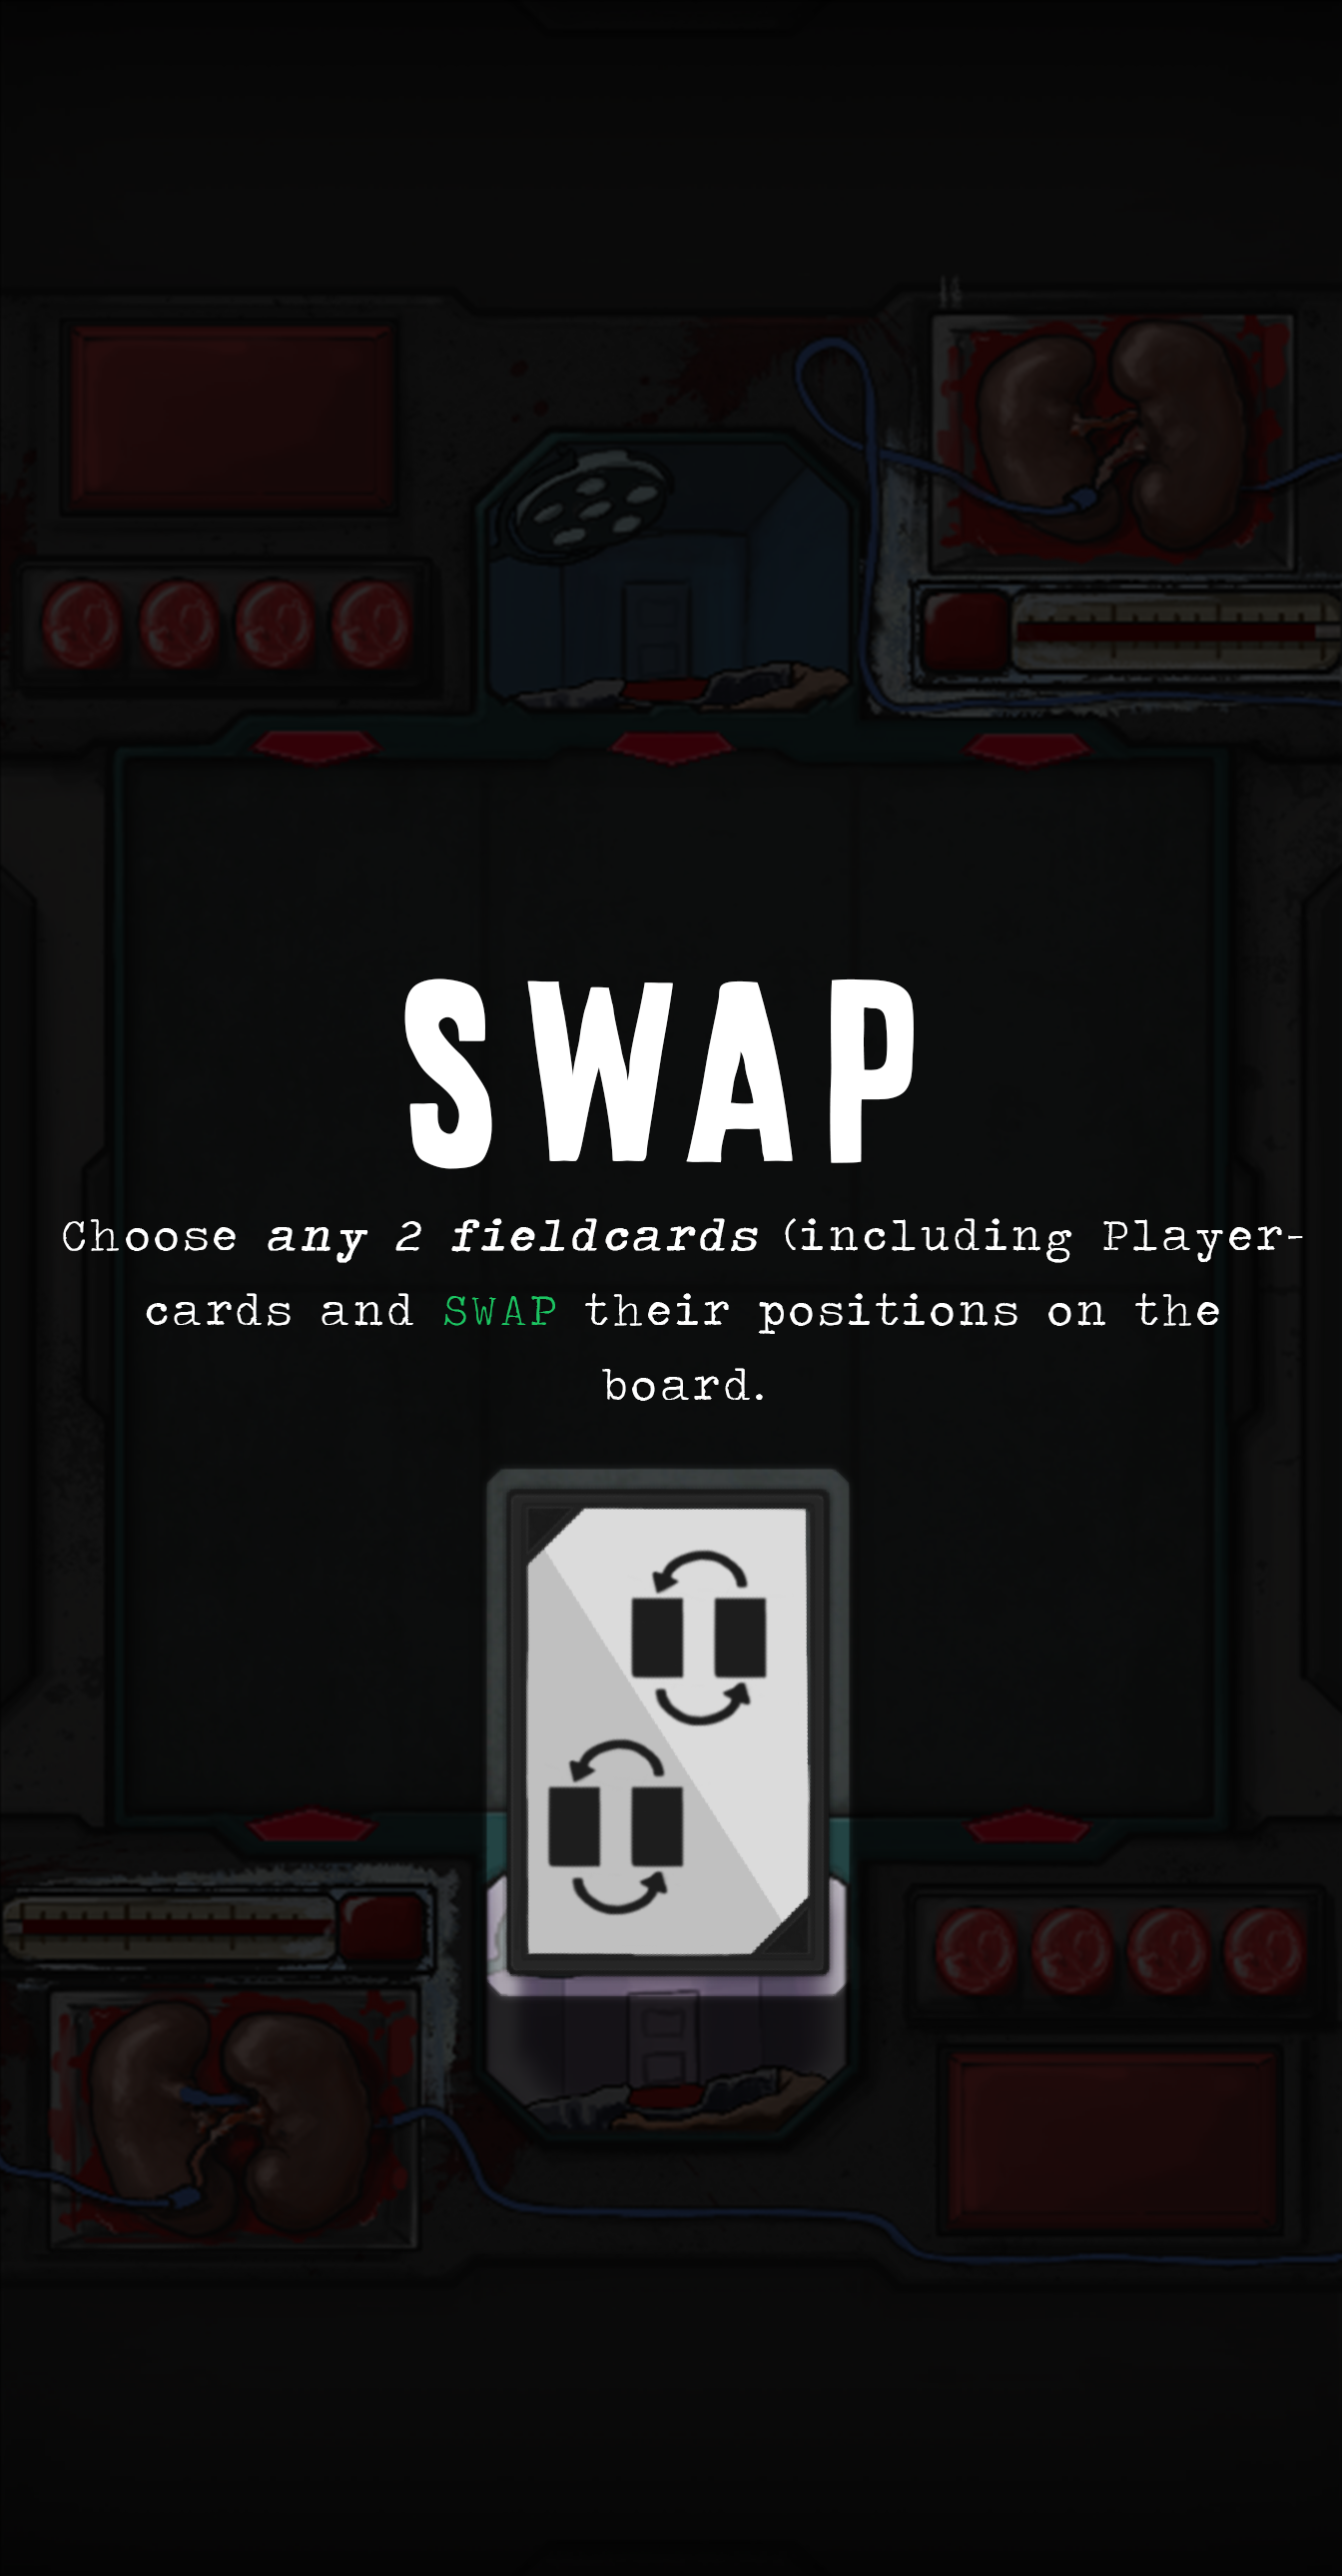 SWAP
Choose any 2 fieldcards (including Player-
cards and SWAP their positions on the
board.